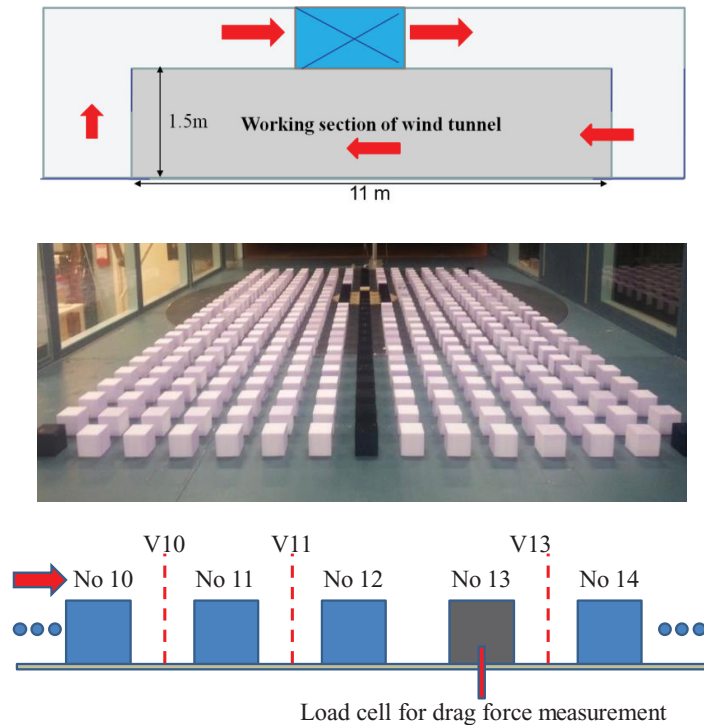 1.5m
Working section of wind tunnel
11 m
V10 V11 V13
No 10 No 11 No 12 No 13 No 14
Load cell for drag force measurement